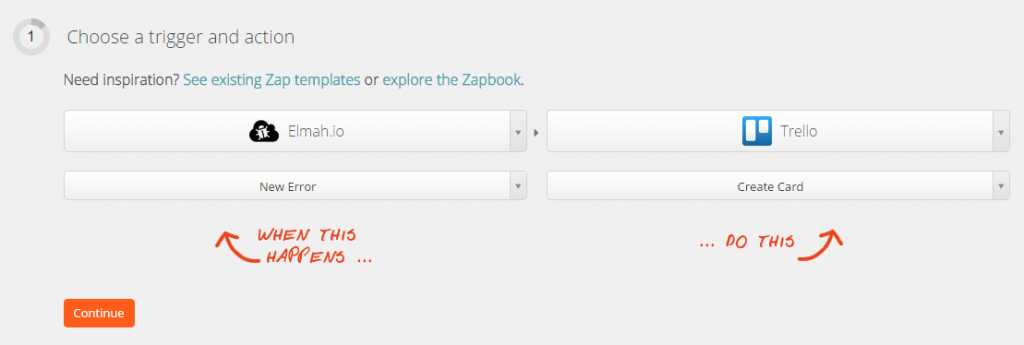 1 Choose a trigger and action
Need inspiration? See existing Zap templates or explore the Zapbook.
Elmah.io
Trello
New Error
Create Card
WHEN THIS
HAPPENS ...
... DO THIS
Continue